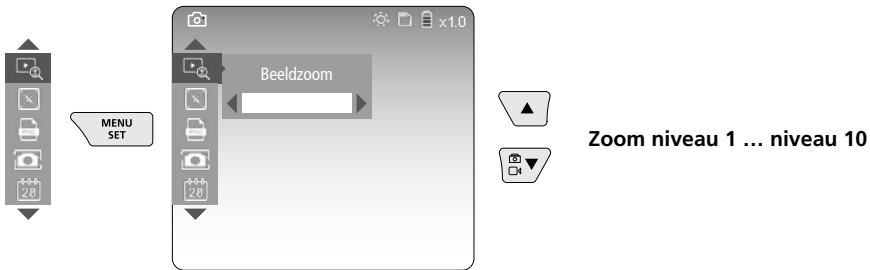 x1.0
Beeldzoom
MENU
SET
28
28
Zoom niveau 1 … niveau 10